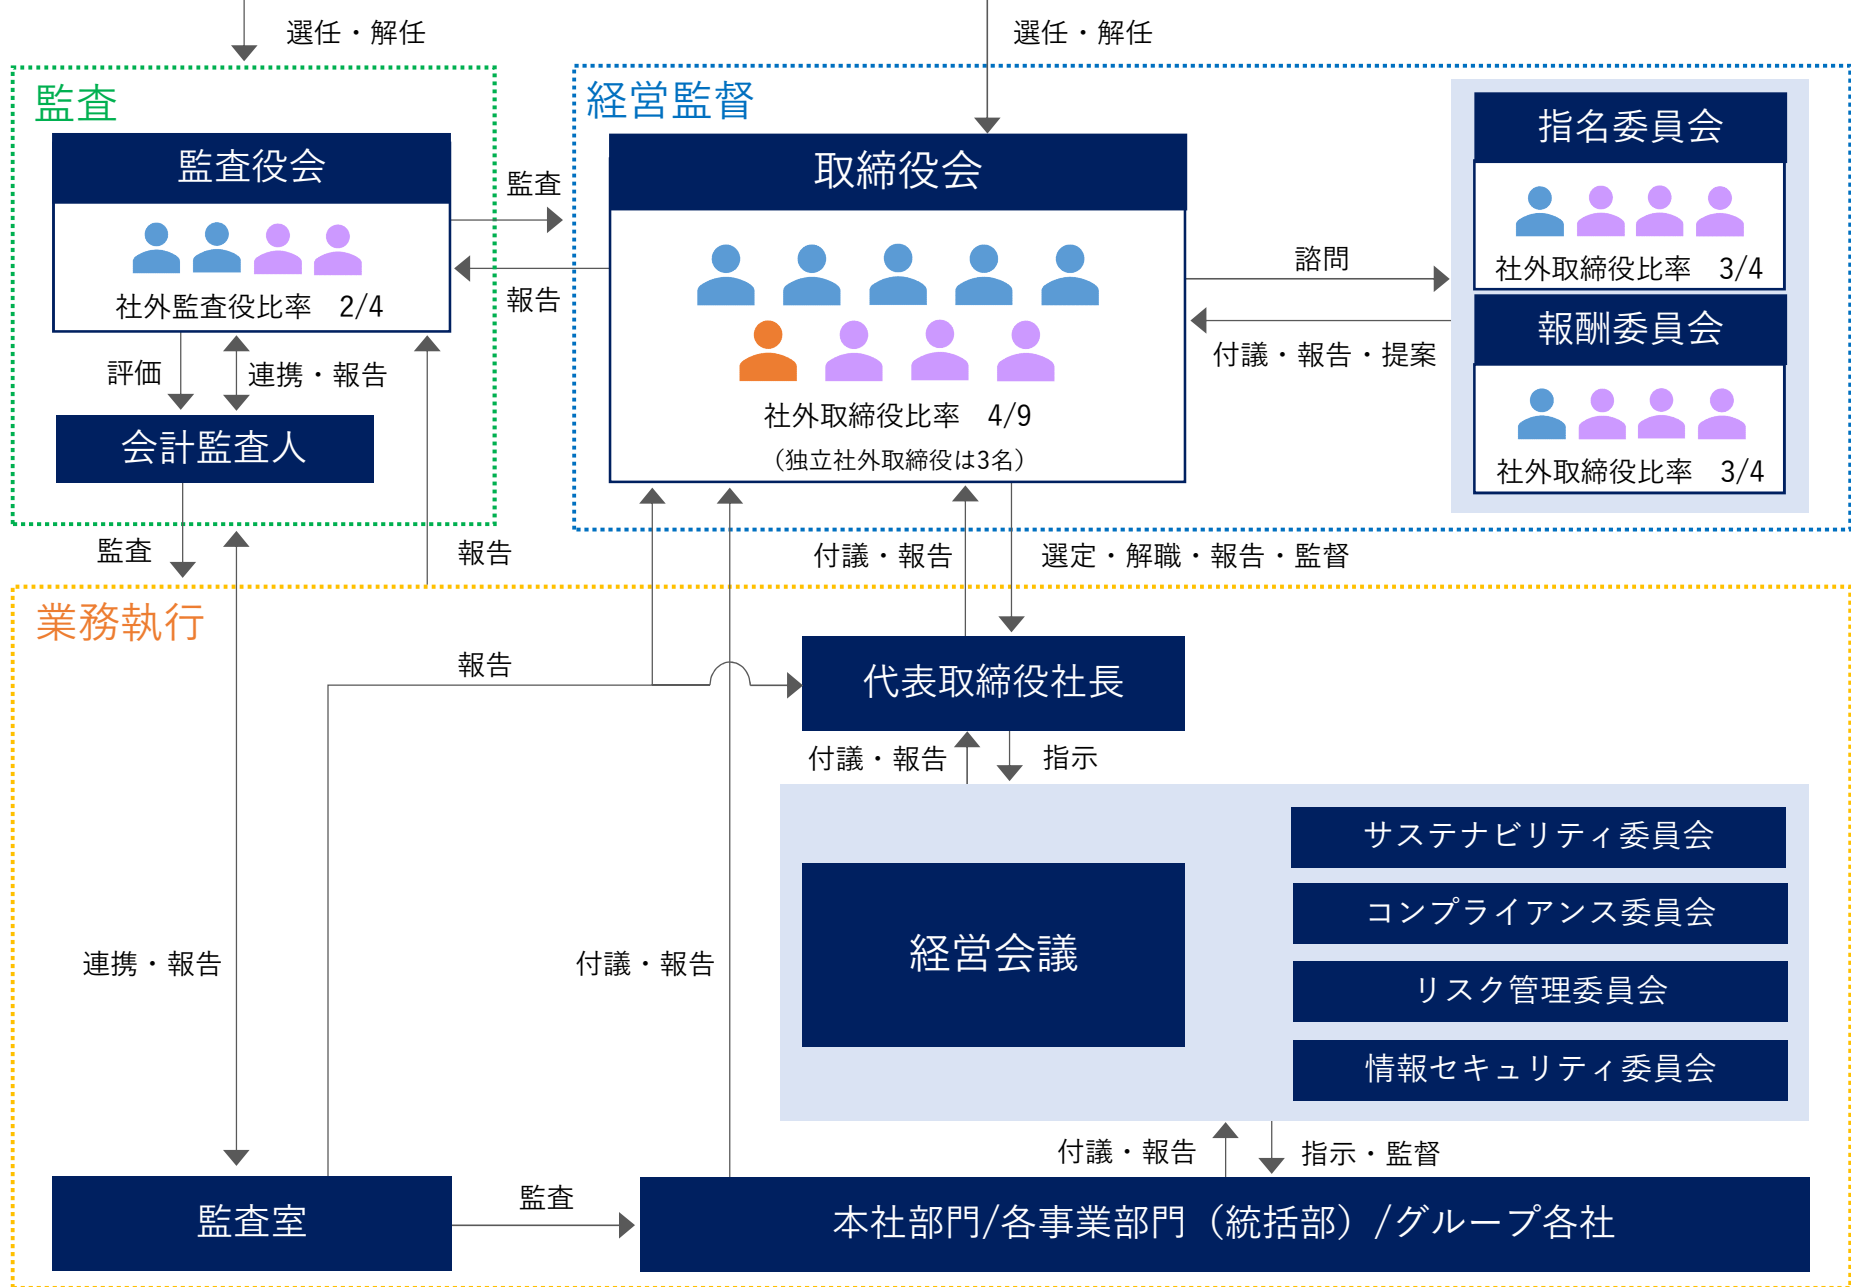 選任・解任
選任・解任
監査
監査役会
社外監査役比率 2/4
評価
連携・報告
会計監査人
監査
報告
経営監督
取締役会
社外取締役比率 4/9
(独立社外取締役は3名)
諮問
付議・報告・提案
指名委員会
社外取締役比率 3/4
報酬委員会
社外取締役比率 3/4
監査
報告
付議・報告
選定・解職・報告・監督
業務執行
報告
代表取締役社長
付議・報告
指示
経営会議
サステナビリティ委員会
コンプライアンス委員会
リスク管理委員会
情報セキュリティ委員会
連携・報告
付議・報告
付議・報告
指示・監督
監査室
監査
本社部門/各事業部門(統括部)/グループ各社